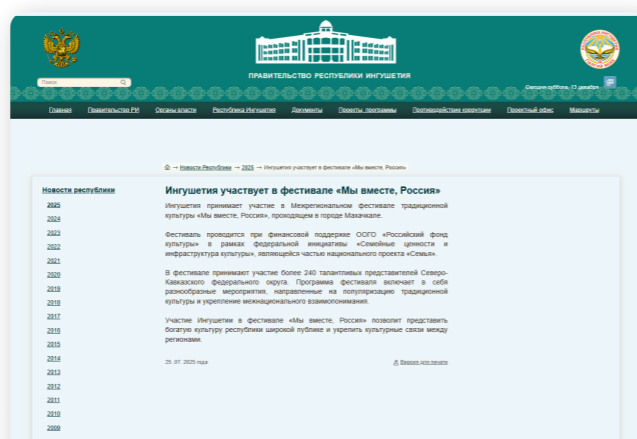 ПРАВИТЕЛЬСТВО РЕСПУБЛИКИ ИНГУШЕТИЯ
Поиск
Сегодня суббота, 13 декабря
Главная Правительство РИ Органы власти Республика Ингушетия Документы Проекты, программы Противодействие коррупции Проектный офис Маршруты
→ Новости Республики → 2025 → Ингушетия участвует в фестивале «Мы вместе, Россия»
Новости республики
2025
2024
2023
2022
2021
2020
2019
2018
2017
2016
2015
2014
2013
2012
2011
2010
2009
Ингушетия участвует в фестивале «Мы вместе, Россия»
Ингушетия принимает участие в Межрегиональном фестивале традиционной
культуры «Мы вместе, Россия», проходящем в городе Махачкале.
Фестиваль проводится при финансовой поддержке ООГО «Российский фонд
культуры» в рамках федеральной инициативы «Семейные ценности и
инфраструктура культуры», являющейся частью национального проекта «Семья».
В фестивале принимают участие более 240 талантливых представителей Северо-
Кавказского федерального округа. Программа фестиваля включает в себя
разнообразные мероприятия, направленные на популяризацию традиционной
культуры и укрепление межнационального взаимопонимания.
Участие Ингушетии в фестивале «Мы вместе, Россия» позволит представить
богатую культуру республики широкой публике и укрепить культурные связи между
регионами.
25. 07. 2025 года
Версия для печати